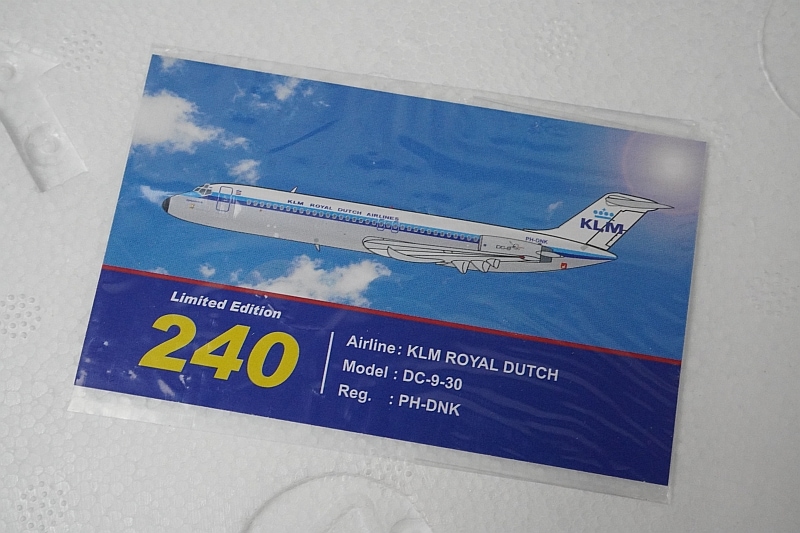 KLM ROYAL DUTCH AIRLINES
KLM
PH-DNK
Limited Edition
240
Airline : KLM ROYAL DUTCH
Model : DC-9-30
Reg. : PH-DNK